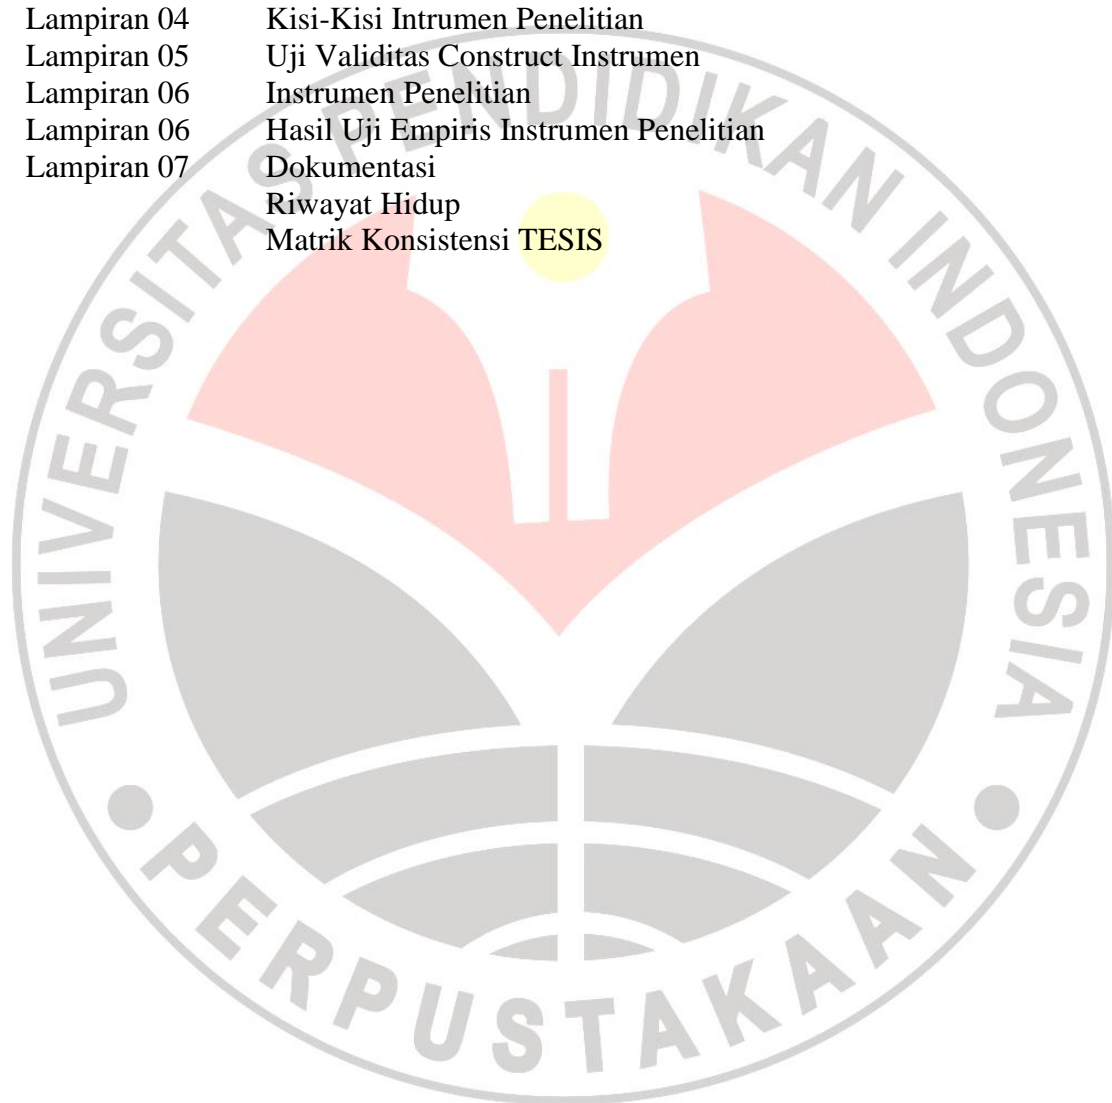 Lampiran 04 Kisi-Kisi Intrumen Penelitian
Lampiran 05 Uji Validitas Construct Instrumen
Lampiran 06 Instrumen Penelitian
Lampiran 06 Hasil Uji Empiris Instrumen Penelitian
Lampiran 07 Dokumentasi
Riwayat Hidup
Matrik Konsistensi TESIS
UNIVERSITAS PENDIDIKAN INDONESIA
PERPUSTAKAAN